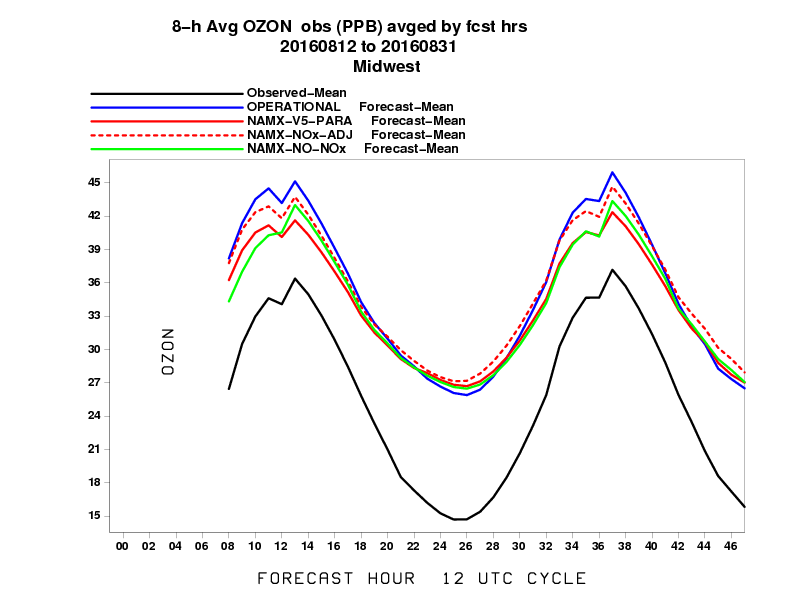 8-h Avg OZON obs (PPB) avged by fcst hrs
20160812 to 20160831
Midwest
Observed-Mean
OPERATIONAL Forecast-Mean
NAMX-V5-PARA Forecast-Mean
NAMX-NOx-ADJ Forecast-Mean
NAMX-NO-NOx Forecast-Mean
45
42
39
36
33
30
27
24
21
18
15
OZON
00 02 04 06 08 10 12 14 16 18 20 22 24 26 28 30 32 34 36 38 40 42 44 46
FORECAST HOUR 12 UTC CYCLE